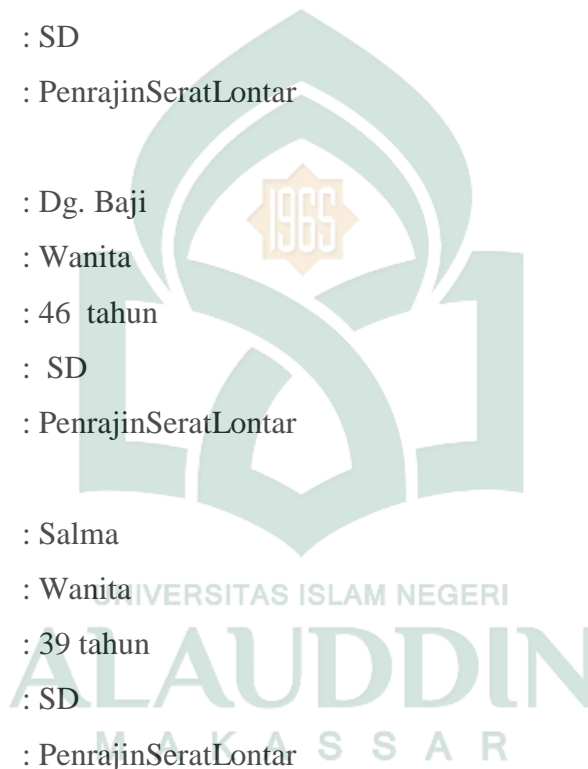 : SD
: PenrajinSeratLontar
: Dg. Baji
1965
: Wanita
: 46 tahun
: SD
: PenrajinSeratLontar
: Salma
: Wanita
UNIVERSITAS ISLAM NEGERI
: 39 tahun
ALAUDDIN
: SD
MAKASSAR
: PenrajinSeratLontar